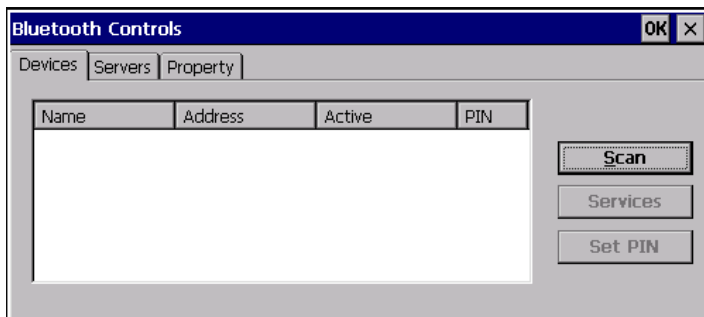 Bluetooth Controls OK ×
Devices Servers Property
Name Address Active PIN
Scan
Services
Set PIN